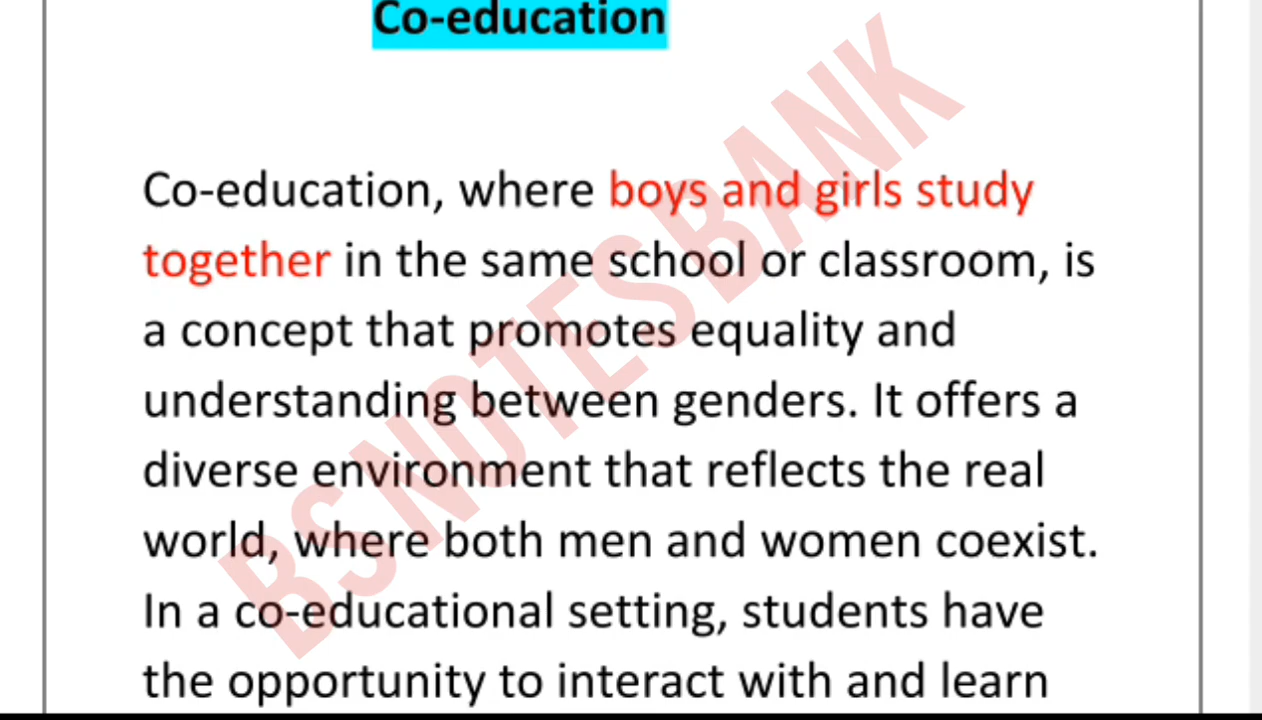 Co-education
Co-education, where boys and girls study
together in the same school or classroom, is
a concept that promotes equality and
understanding between genders. It offers a
diverse environment that reflects the real
world, where both men and women coexist.
In a co-educational setting, students have
the opportunity to interact with and learn
BSNOTESBANK